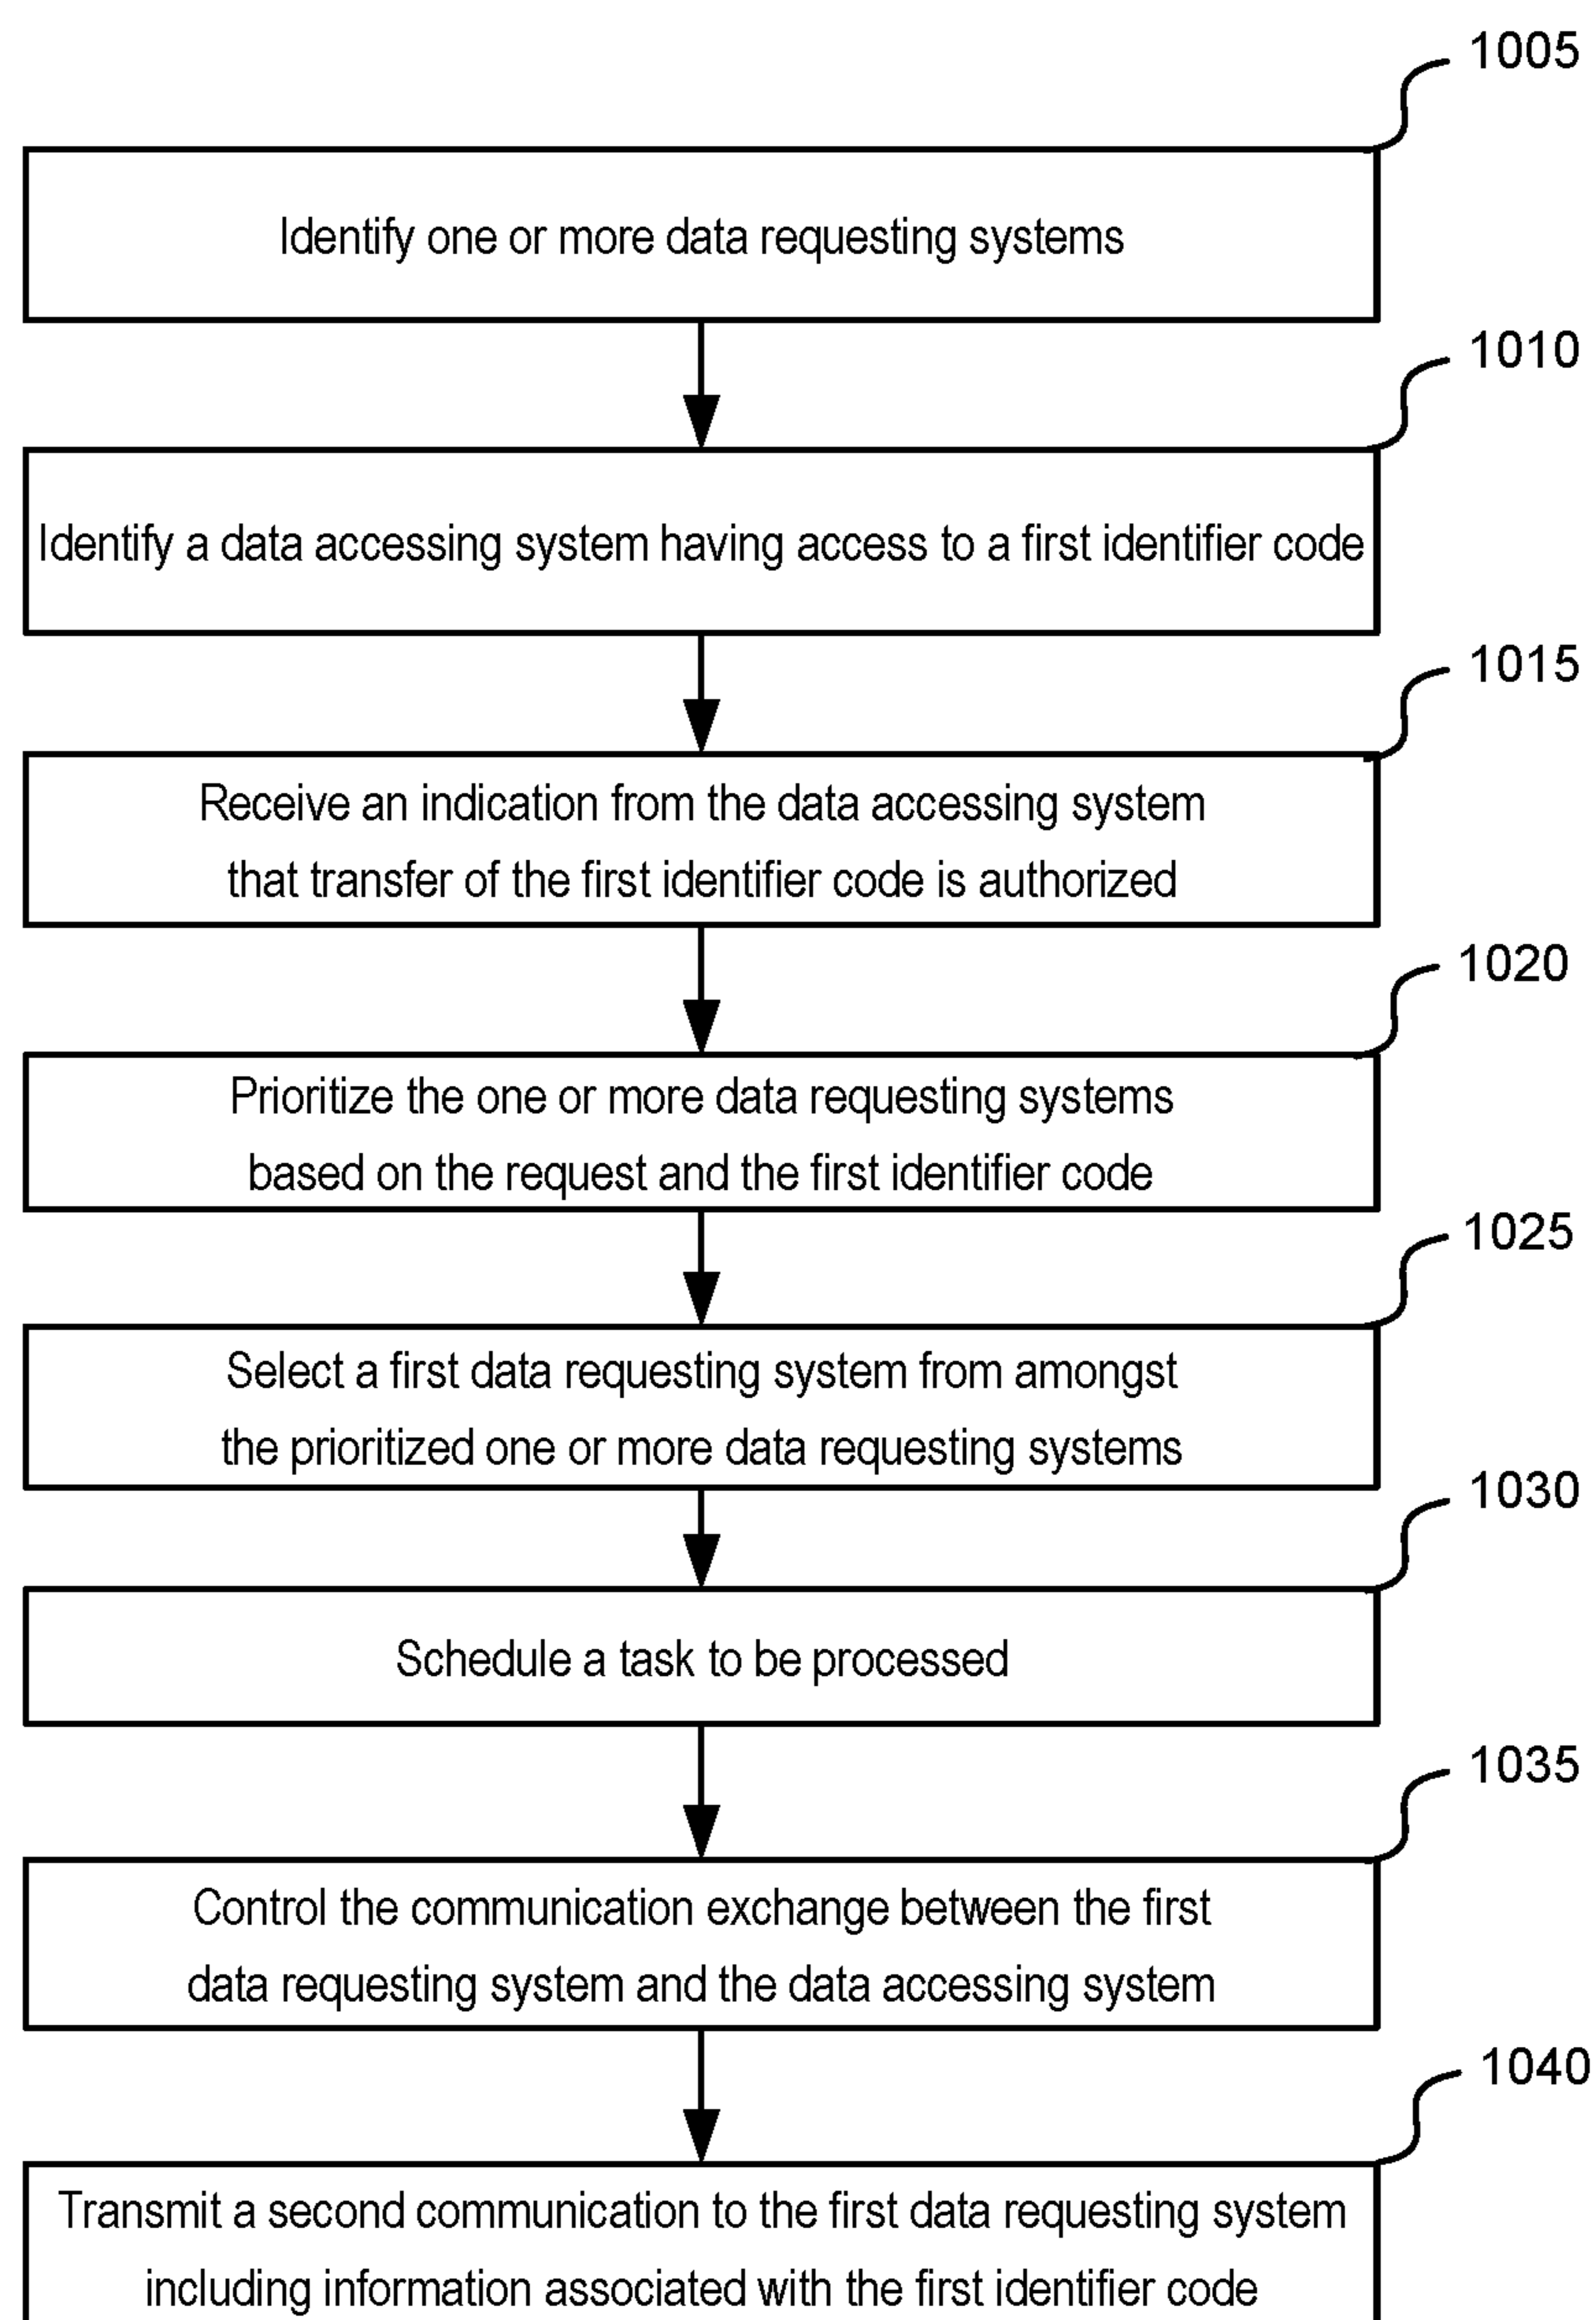 1005
Identify one or more data requesting systems
1010
Identify a data accessing system having access to a first identifier code
1015
Receive an indication from the data accessing system
that transfer of the first identifier code is authorized
1020
Prioritize the one or more data requesting systems
based on the request and the first identifier code
1025
Select a first data requesting system from amongst
the prioritized one or more data requesting systems
1030
Schedule a task to be processed
1035
Control the communication exchange between the first
data requesting system and the data accessing system
1040
Transmit a second communication to the first data requesting system
including information associated with the first identifier code